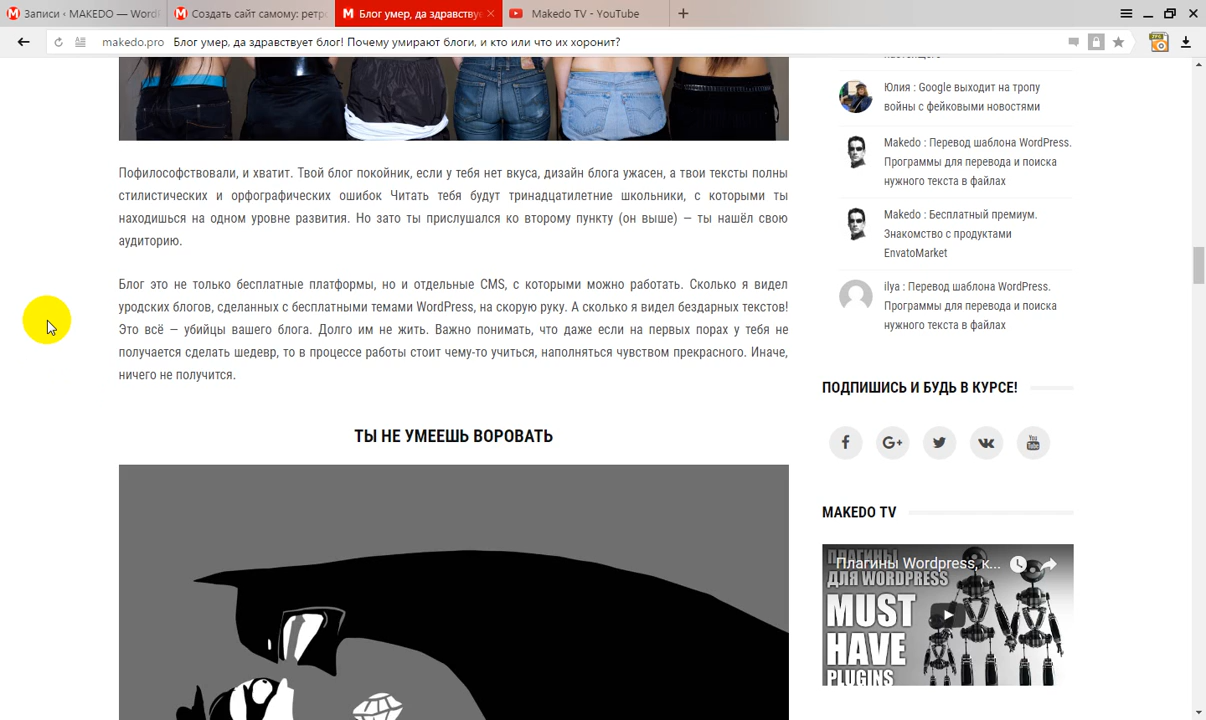 Записи ‹ MAKEDO — Word
Создать сайт самому: ретро
Блог умер, да здравствуе
Makedo TV - YouTube
makedo.pro Блог умер, да здравствует блог! Почему умирают блоги, и кто или что их хоронит?
Пофилософствовали, и хватит. Твой блог покойник, если у тебя нет вкуса, дизайн блога ужасен, а твои тексты полны
стилистических и орфографических ошибок Читать тебя будут тринадцатилетние школьники, с которыми ты
находишься на одном уровне развития. Но зато ты прислушался ко второму пункту (он выше) — ты нашёл свою
аудиторию.
Блог это не только бесплатные платформы, но и отдельные CMS, с которыми можно работать. Сколько я видел
уродских блогов, сделанных с бесплатными темами WordPress, на скорую руку. А сколько я видел бездарных текстов!
Это всё — убийцы вашего блога. Долго им не жить. Важно понимать, что даже если на первых порах у тебя не
получается сделать шедевр, то в процессе работы стоит чему-то учиться, наполняться чувством прекрасного. Иначе,
ничего не получится.
ТЫ НЕ УМЕЕШЬ ВОРОВАТЬ
Юлия : Google выходит на тропу
войны с фейковыми новостями
Makedo : Перевод шаблона WordPress.
Программы для перевода и поиска
нужного текста в файлах
Makedo : Бесплатный премиум.
Знакомство с продуктами
EnvatoMarket
ilya : Перевод шаблона WordPress.
Программы для перевода и поиска
нужного текста в файлах
ПОДПИШИСЬ И БУДЬ В КУРСЕ!
You
Tube
MAKEDO TV
Плагины Wordpress, к...
ПЛАГИНЫ
ДЛЯ WORDPRESS
MUST
HAVE
PLUGINS